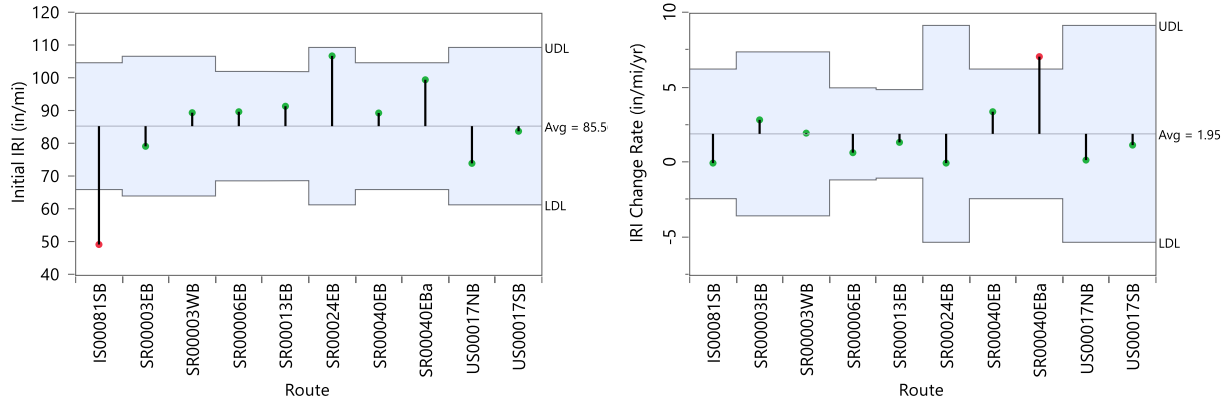 120
110
100
90
80
70
60
50
40
Initial IRI (in/mi)
UDL
Avg = 85.5
LDL
IS00081SB
SR00003EB
SR00003WB
SR00006EB
SR00013EB
SR00024EB
SR00040EB
SR00040EBa
US00017NB
US00017SB
Route
10
5
0
-5
IRI Change Rate (in/mi/yr)
UDL
Avg = 1.95
LDL
IS00081SB
SR00003EB
SR00003WB
SR00006EB
SR00013EB
SR00024EB
SR00040EB
SR00040EBa
US00017NB
US00017SB
Route